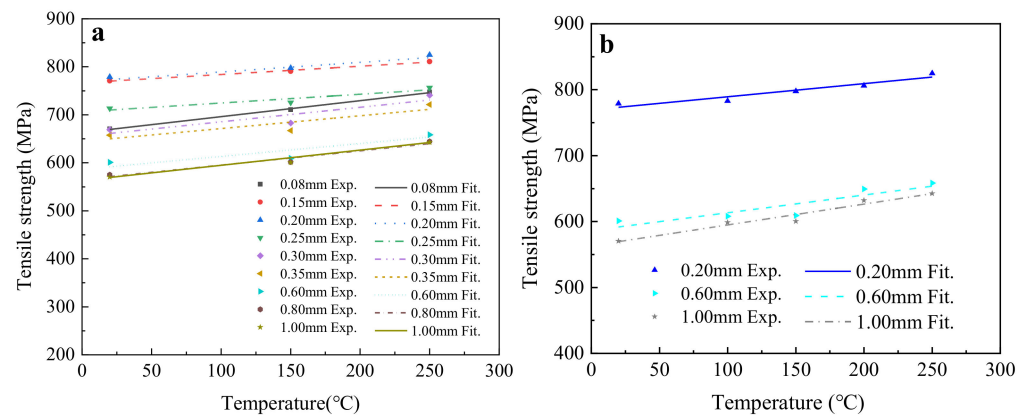 a
900
800
700
600
500
400
300
200
0 50 100 150 200 250 300
Tensile strength (MPa)
Temperature(℃)
0.08mm Exp. 0.08mm Fit.
0.15mm Exp. 0.15mm Fit.
0.20mm Exp. 0.20mm Fit.
0.25mm Exp. 0.25mm Fit.
0.30mm Exp. 0.30mm Fit.
0.35mm Exp. 0.35mm Fit.
0.60mm Exp. 0.60mm Fit.
0.80mm Exp. 0.80mm Fit.
1.00mm Exp. 1.00mm Fit.
b
900
800
700
600
500
400
0 50 100 150 200 250 300
Tensile strength (MPa)
Temperature (℃)
0.20mm Exp. 0.20mm Fit.
0.60mm Exp. 0.60mm Fit.
1.00mm Exp. 1.00mm Fit.